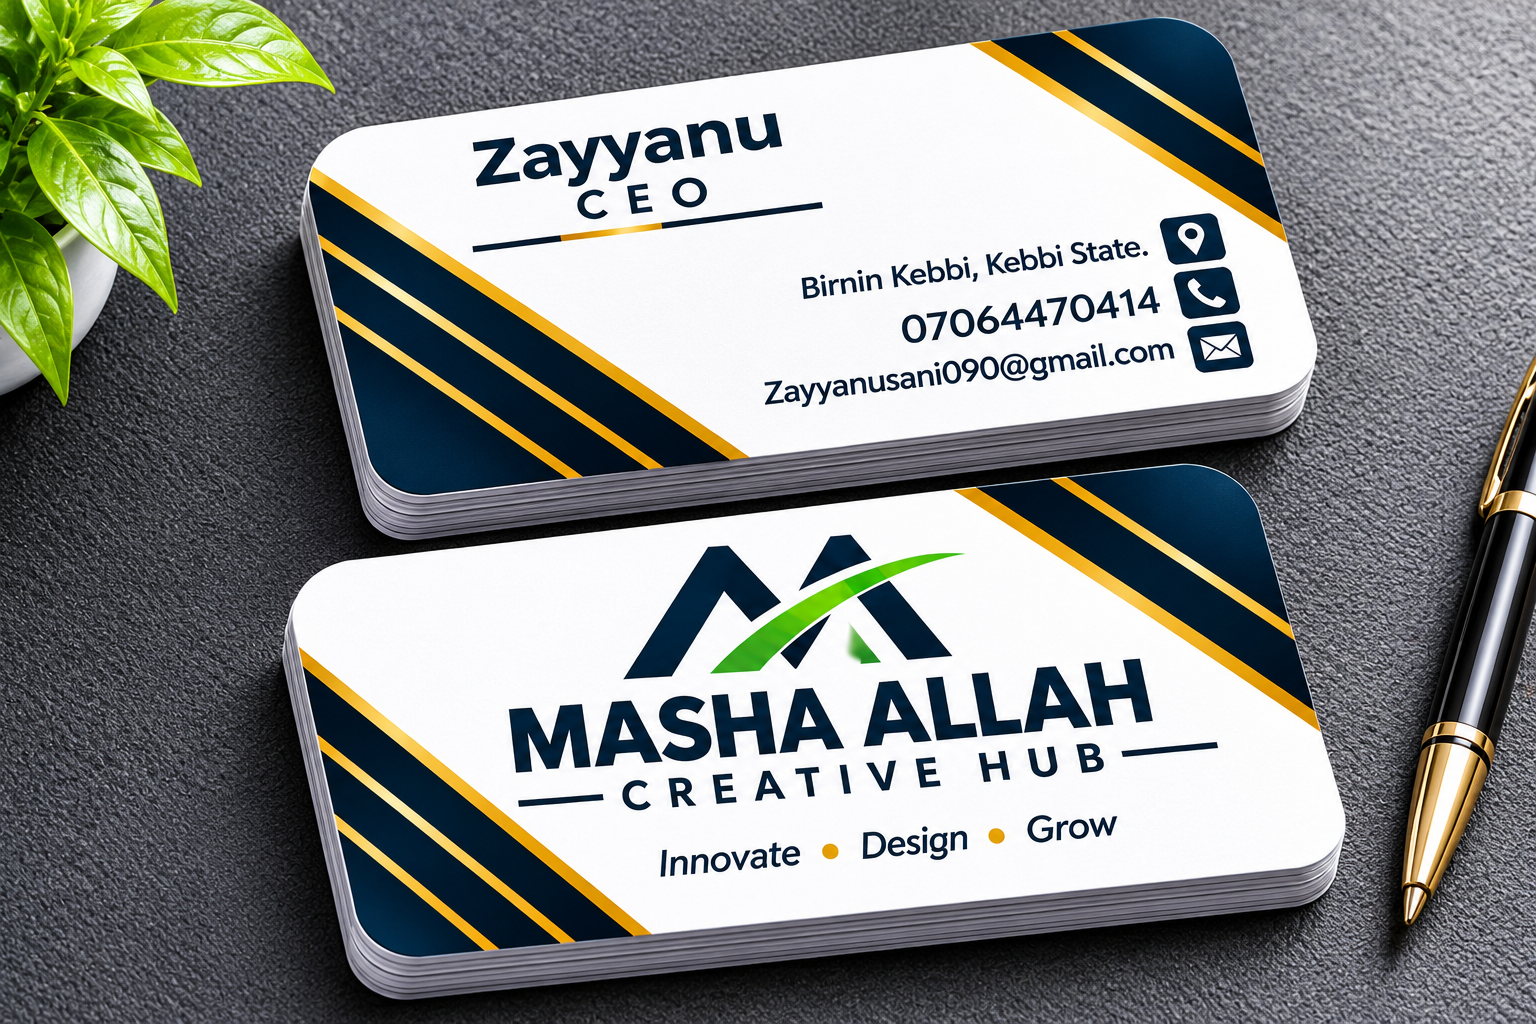 Zayyanu
CEO
Birnin Kebbi, Kebbi State.
07064470414
Zayyanusani090@gmail.com
MASHA ALLAH
CREATIVE HUB
Innovate • Design • Grow